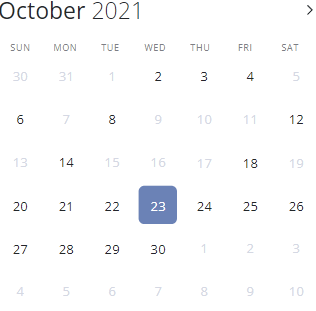 October 2021
SUN MON TUE WED THU FRI SAT
30 31 1 2 3 4 5
6 7 8 9 10 11 12
13 14 15 16 17 18 19
20 21 22 23 24 25 26
27 28 29 30 1 2 3
4 5 6 7 8 9 10